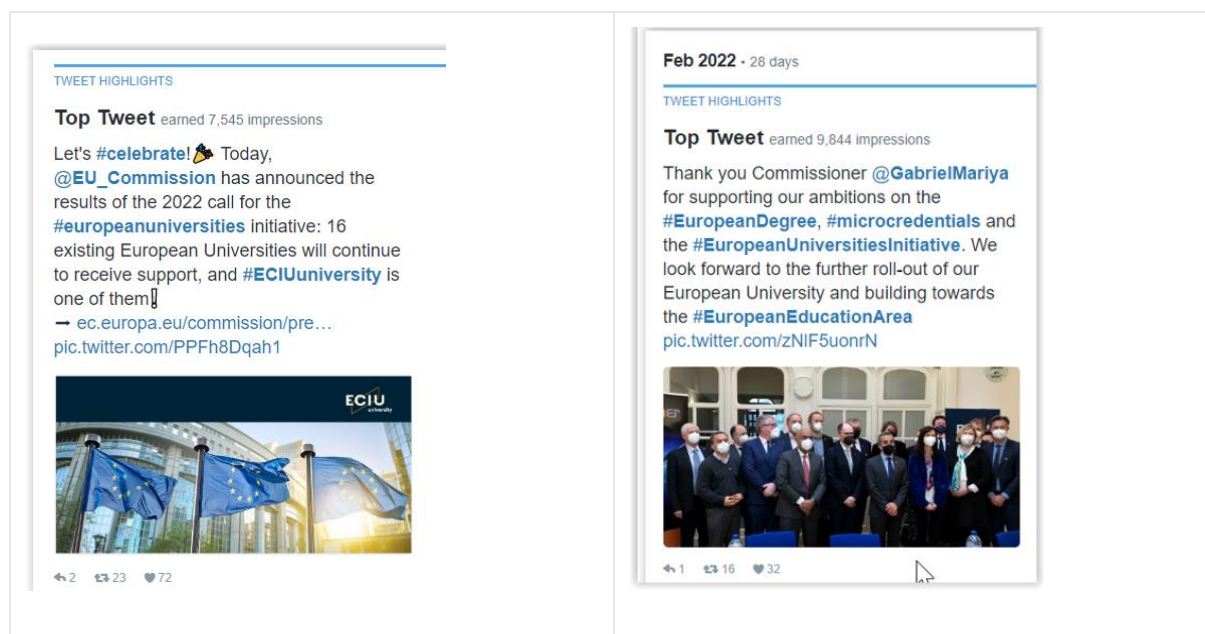 TWEET HIGHLIGHTS
Top Tweet earned 7,545 impressions
Let's #celebrate!🎉 Today,
@EU_Commission has announced the
results of the 2022 call for the
#europeanuniversities initiative: 16
existing European Universities will continue
to receive support, and #ECIUuniversity is
one of them❕
➞ ec.europa.eu/commission/pre…
pic.twitter.com/PPFh8Dqah1
ECIU
university
2 23 72
Feb 2022 • 28 days
TWEET HIGHLIGHTS
Top Tweet earned 9,844 impressions
Thank you Commissioner @GabrielMariya
for supporting our ambitions on the
#EuropeanDegree, #microcredentials and
the #EuropeanUniversitiesInitiative. We
look forward to the further roll-out of our
European University and building towards
the #EuropeanEducationArea
pic.twitter.com/zNIF5uonrN
1 16 32